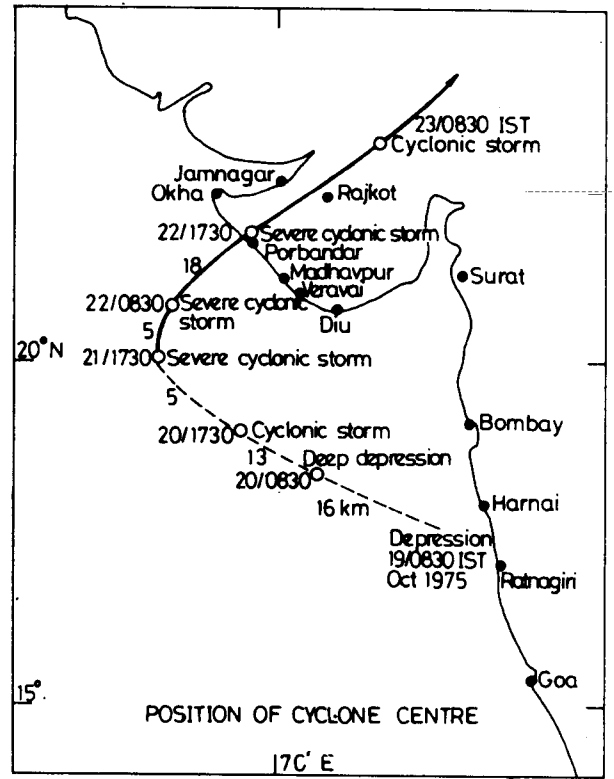 23/0830 IST
Cyclonic storm
Jamnagar
Okha
Rajkot
22/1730 Severe cyclonic storm
Porbandar
18
Madhavpur
Veravai
Surat
22/0830 Severe cyclonic
storm
Diu
5
20°N
21/1730 Severe cyclonic storm
5
20/1730 Cyclonic storm
Bombay
13 Deep depression
20/0830
16 km
Harnai
Depression
19/0830 IST
Oct 1975
Ratnagiri
15°
Goa
POSITION OF CYCLONE CENTRE
170° E